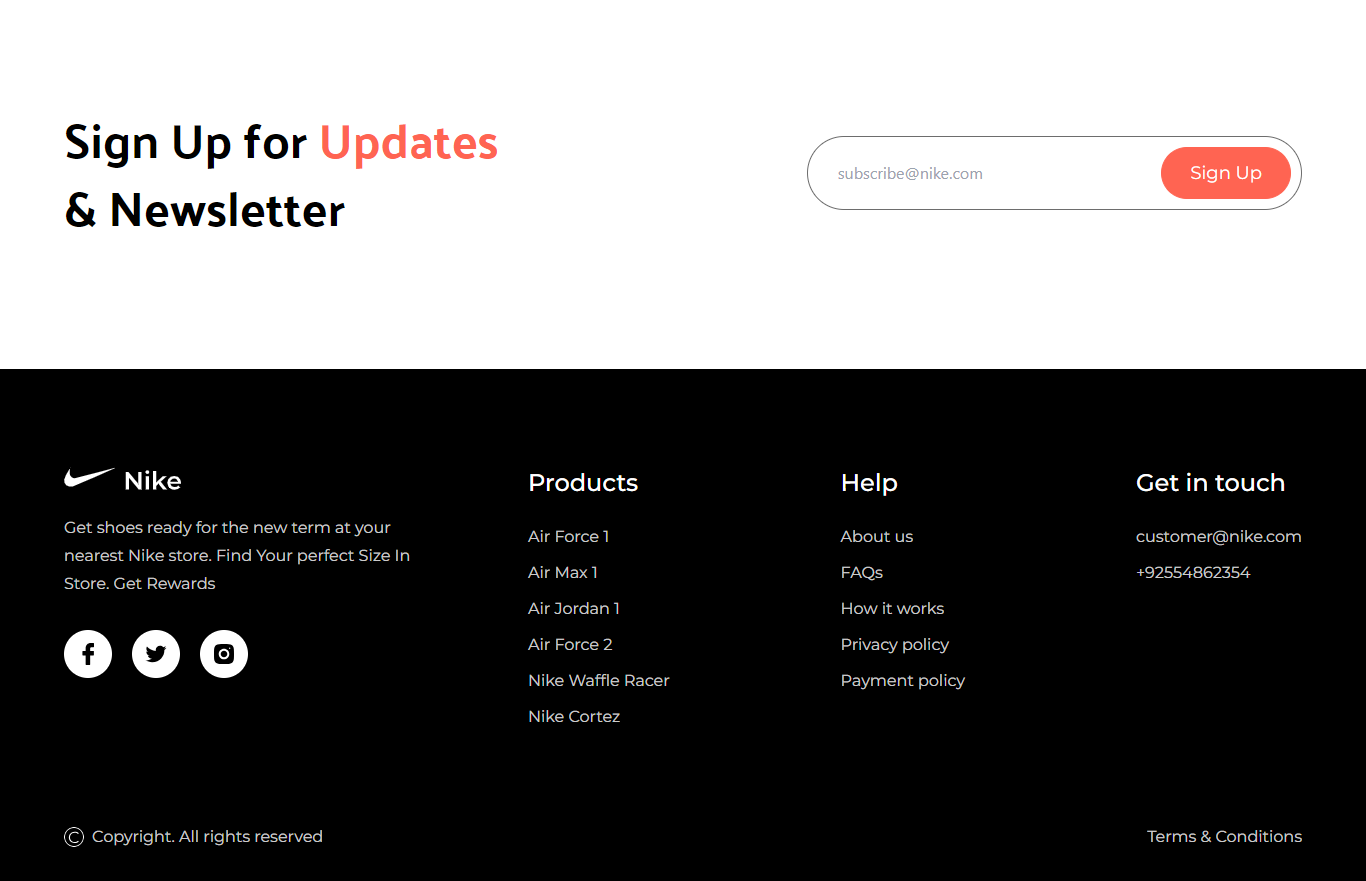 Sign Up for Updates
& Newsletter
subscribe@nike.com
Sign Up
Nike
Get shoes ready for the new term at your
nearest Nike store. Find Your perfect Size In
Store. Get Rewards
Products
Air Force 1
Air Max 1
Air Jordan 1
Air Force 2
Nike Waffle Racer
Nike Cortez
Help
About us
FAQs
How it works
Privacy policy
Payment policy
Get in touch
customer@nike.com
+92554862354
© Copyright. All rights reserved
Terms & Conditions